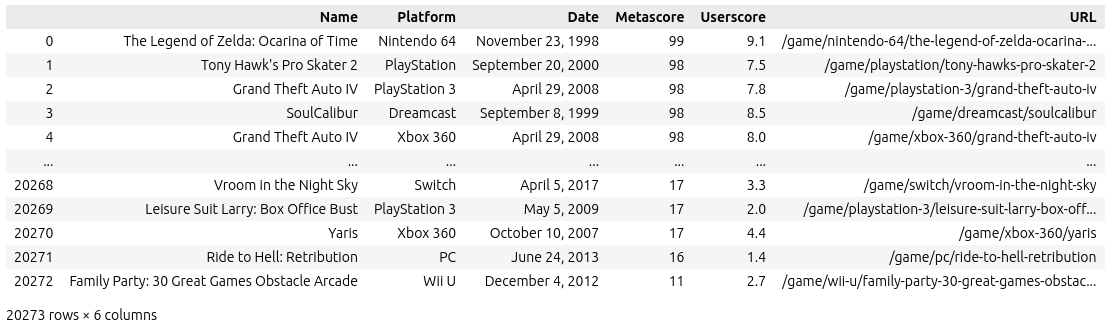 Name Platform Date Metascore Userscore URL
0 The Legend of Zelda: Ocarina of Time Nintendo 64 November 23, 1998 99 9.1 /game/nintendo-64/the-legend-of-zelda-ocarina-...
1 Tony Hawk's Pro Skater 2 PlayStation September 20, 2000 98 7.5 /game/playstation/tony-hawks-pro-skater-2
2 Grand Theft Auto IV PlayStation 3 April 29, 2008 98 7.8 /game/playstation-3/grand-theft-auto-iv
3 SoulCalibur Dreamcast September 8, 1999 98 8.5 /game/dreamcast/soulcalibur
4 Grand Theft Auto IV Xbox 360 April 29, 2008 98 8.0 /game/xbox-360/grand-theft-auto-iv
... ... ... ... ... ... ...
20268 Vroom in the Night Sky Switch April 5, 2017 17 3.3 /game/switch/vroom-in-the-night-sky
20269 Leisure Suit Larry: Box Office Bust PlayStation 3 May 5, 2009 17 2.0 /game/playstation-3/leisure-suit-larry-box-off...
20270 Yaris Xbox 360 October 10, 2007 17 4.4 /game/xbox-360/yaris
20271 Ride to Hell: Retribution PC June 24, 2013 16 1.4 /game/pc/ride-to-hell-retribution
20272 Family Party: 30 Great Games Obstacle Arcade Wii U December 4, 2012 11 2.7 /game/wii-u/family-party-30-great-games-obstac...
20273 rows × 6 columns